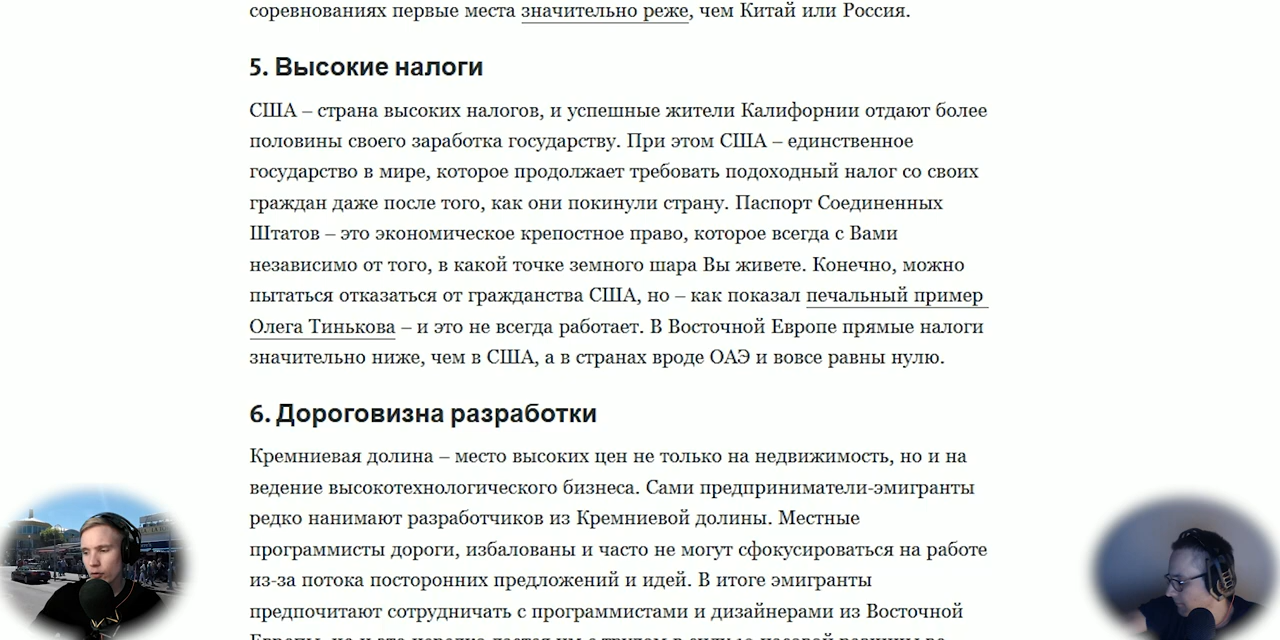 соревнованиях первые места значительно реже, чем Китай или Россия.
5. Высокие налоги
США – страна высоких налогов, и успешные жители Калифорнии отдают более
половины своего заработка государству. При этом США – единственное
государство в мире, которое продолжает требовать подоходный налог со своих
граждан даже после того, как они покинули страну. Паспорт Соединенных
Штатов – это экономическое крепостное право, которое всегда с Вами
независимо от того, в какой точке земного шара Вы живете. Конечно, можно
пытаться отказаться от гражданства США, но – как показал печальный пример
Олега Тинькова – и это не всегда работает. В Восточной Европе прямые налоги
значительно ниже, чем в США, а в странах вроде ОАЭ и вовсе равны нулю.
6. Дороговизна разработки
Кремниевая долина – место высоких цен не только на недвижимость, но и на
ведение высокотехнологического бизнеса. Сами предприниматели-эмигранты
редко нанимают разработчиков из Кремниевой долины. Местные
программисты дороги, избалованы и часто не могут сфокусироваться на работе
из-за потока посторонних предложений и идей. В итоге эмигранты
предпочитают сотрудничать с программистами и дизайнерами из Восточной